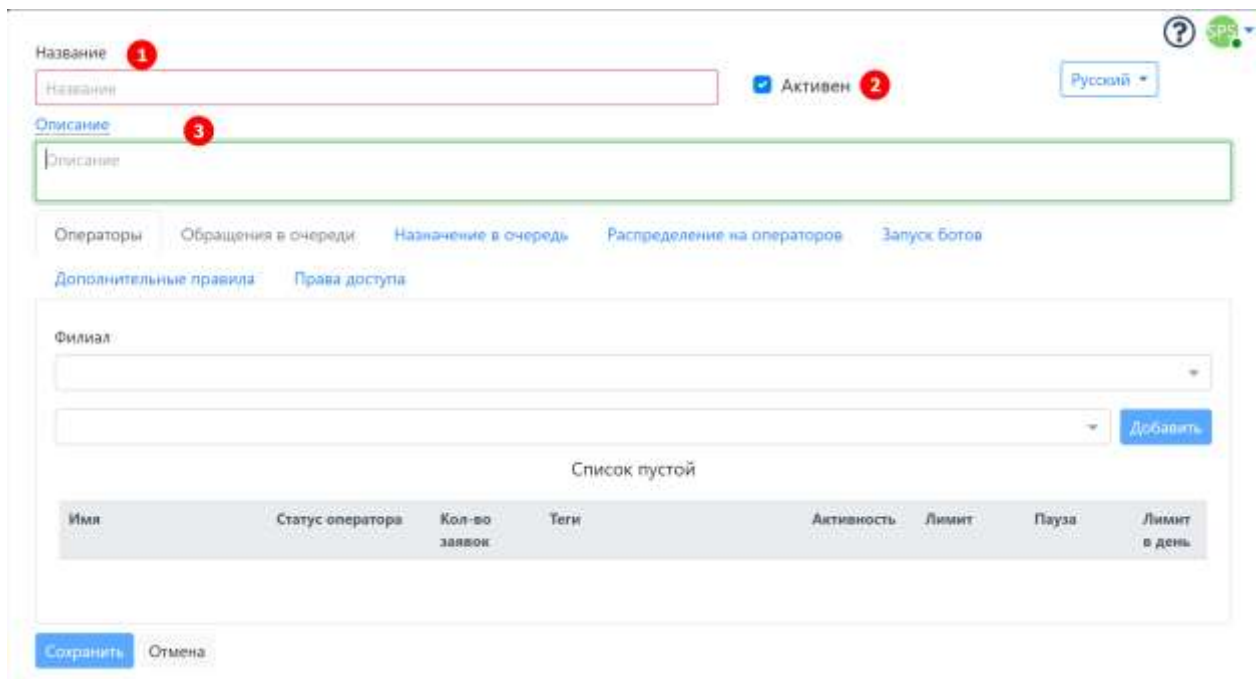 ? SPS
Название 1
Название
Активен 2
Русский
Описание 3
Описание
Операторы Обращения в очереди Назначение в очередь Распределение на операторов Запуск ботов
Дополнительные правила Права доступа
Филиал
Добавить
Список пустой
Имя Статус оператора Кол-во заявок Теги Активность Лимит Пауза Лимит в день
Сохранить Отмена